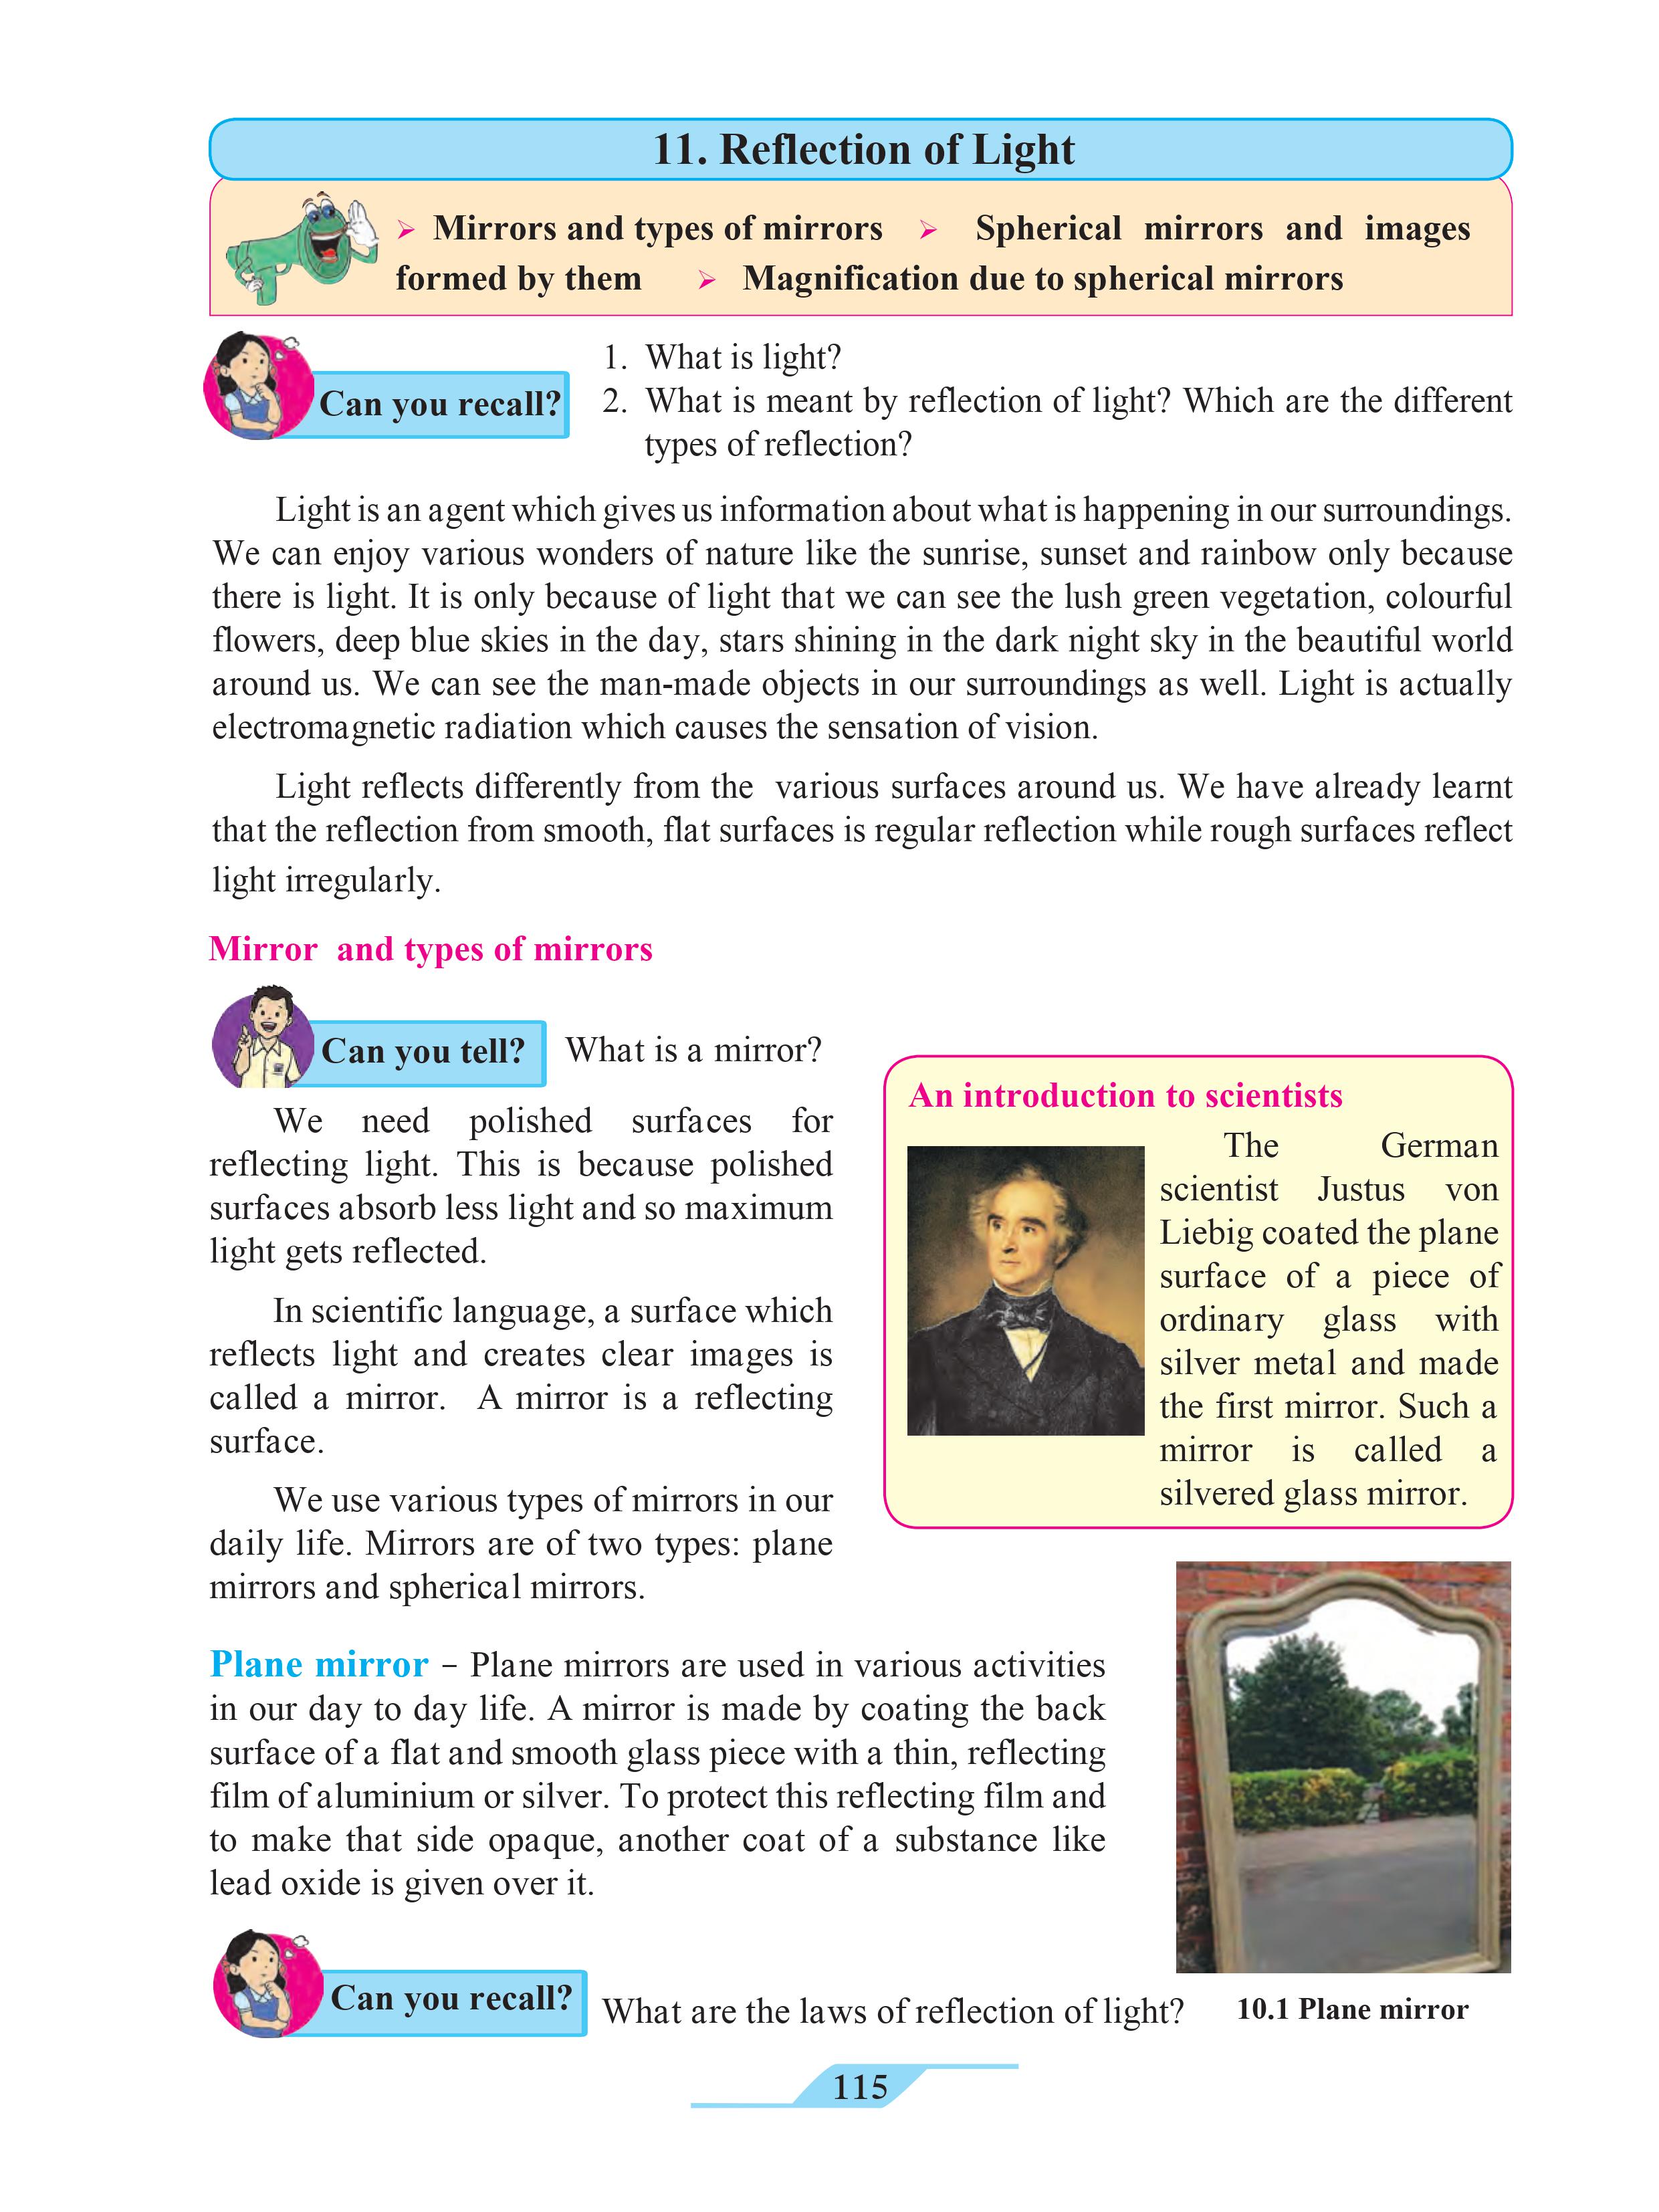 11. Reflection of Light
➢ Mirrors and types of mirrors ➢ Spherical mirrors and images
formed by them ➢ Magnification due to spherical mirrors
Can you recall?
1. What is light?
2. What is meant by reflection of light? Which are the different
types of reflection?
Light is an agent which gives us information about what is happening in our surroundings.
We can enjoy various wonders of nature like the sunrise, sunset and rainbow only because
there is light. It is only because of light that we can see the lush green vegetation, colourful
flowers, deep blue skies in the day, stars shining in the dark night sky in the beautiful world
around us. We can see the man-made objects in our surroundings as well. Light is actually
electromagnetic radiation which causes the sensation of vision.
Light reflects differently from the various surfaces around us. We have already learnt
that the reflection from smooth, flat surfaces is regular reflection while rough surfaces reflect
light irregularly.
Mirror and types of mirrors
Can you tell? What is a mirror?
We need polished surfaces for
reflecting light. This is because polished
surfaces absorb less light and so maximum
light gets reflected.
In scientific language, a surface which
reflects light and creates clear images is
called a mirror. A mirror is a reflecting
surface.
We use various types of mirrors in our
daily life. Mirrors are of two types: plane
mirrors and spherical mirrors.
An introduction to scientists
The German
scientist Justus von
Liebig coated the plane
surface of a piece of
ordinary glass with
silver metal and made
the first mirror. Such a
mirror is called a
silvered glass mirror.
Plane mirror – Plane mirrors are used in various activities
in our day to day life. A mirror is made by coating the back
surface of a flat and smooth glass piece with a thin, reflecting
film of aluminium or silver. To protect this reflecting film and
to make that side opaque, another coat of a substance like
lead oxide is given over it.
Can you recall? What are the laws of reflection of light?
10.1 Plane mirror
115